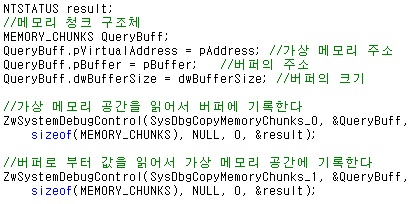 NTSTATUS result;
//메모리 청크 구조체
MEMORY_CHUNKS QueryBuff;
QueryBuff.pVirtualAddress = pAddress; //가상 메모리 주소
QueryBuff.pBuffer = pBuffer;   //버퍼의 주소
QueryBuff.dwBufferSize = dwBufferSize; //버퍼의 크기

//가상 메모리 공간을 읽어서 버퍼에 기록한다
ZwSystemDebugControl(SysDbgCopyMemoryChunks_0, &QueryBuff,
    sizeof(MEMORY_CHUNKS), NULL, 0, &result);

//버퍼로 부터 값을 읽어서 가상 메모리 공간에 기록한다
ZwSystemDebugControl(SysDbgCopyMemoryChunks_1, &QueryBuff,
    sizeof(MEMORY_CHUNKS), NULL, 0, &result);